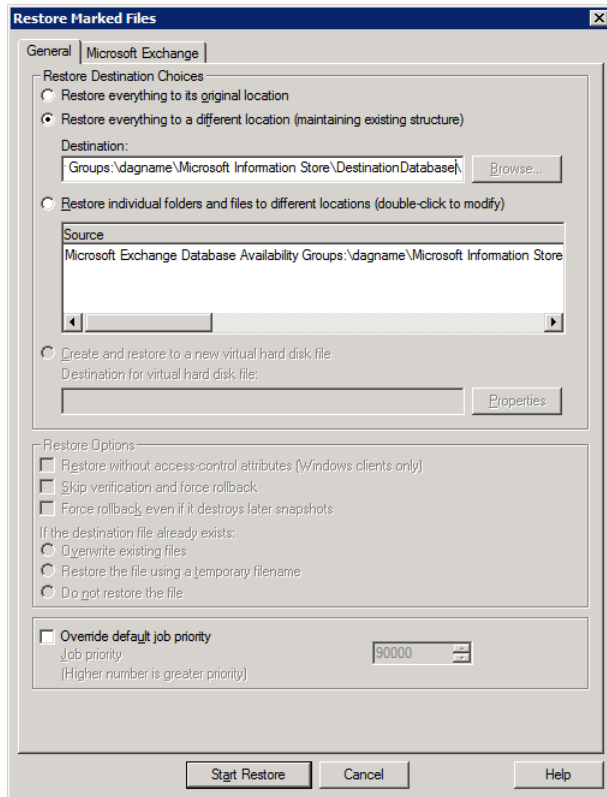 Restore Marked Files
General
Microsoft Exchange
Restore Destination Choices
Restore everything to its original location
Restore everything to a different location (maintaining existing structure)
Destination:
Groups:\dagname\Microsoft Information Store\DestinationDatabase\
Browse...
Restore individual folders and files to different locations (double-click to modify)
Source
Microsoft Exchange Database Availability Groups:\dagname\Microsoft Information Store
Create and restore to a new virtual hard disk file
Destination for virtual hard disk file:
Properties
Restore Options
Restore without access-control attributes (Windows clients only)
Skip verification and force rollback
Force rollback even if it destroys later snapshots
If the destination file already exists:
Overwrite existing files
Restore the file using a temporary filename
Do not restore the file
Override default job priority
Job priority
90000
(Higher number is greater priority)
Start Restore
Cancel
Help